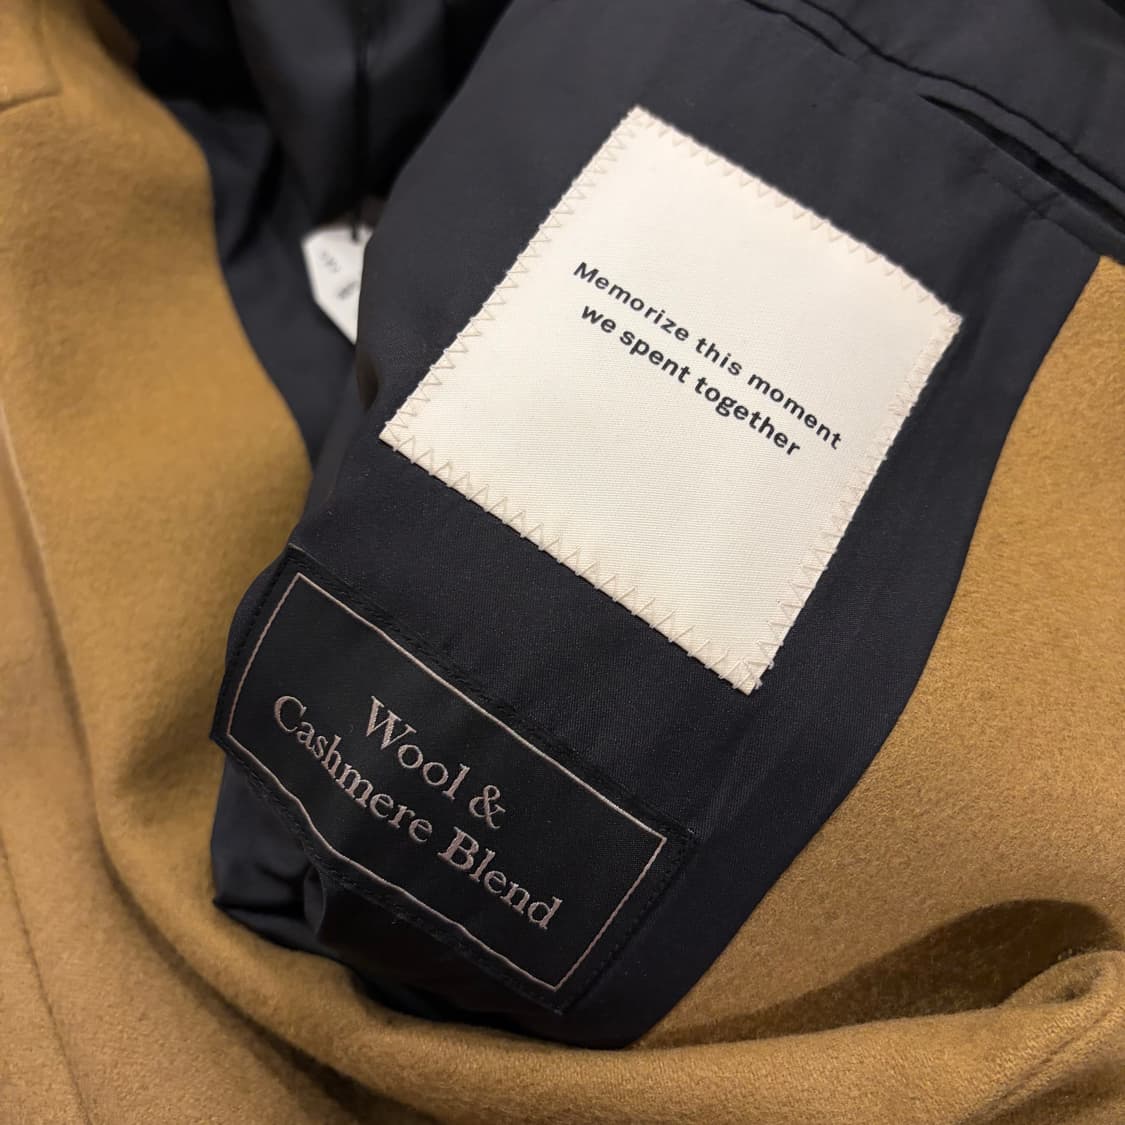 Memorize this moment
we spent together
Wool &
Cashmere Blend